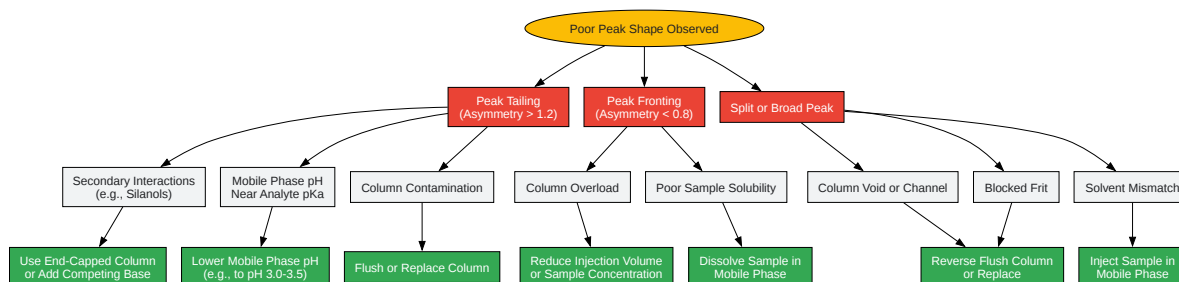 Poor Peak Shape Observed
Peak Tailing
(Asymmetry > 1.2)
Peak Fronting
(Asymmetry < 0.8)
Split or Broad Peak
Secondary Interactions
(e.g., Silanols)
Mobile Phase pH
Near Analyte pKa
Column Contamination
Column Overload
Poor Sample Solubility
Column Void or Channel
Blocked Frit
Solvent Mismatch
Use End-Capped Column
or Add Competing Base
Lower Mobile Phase pH
(e.g., to pH 3.0-3.5)
Flush or Replace Column
Reduce Injection Volume
or Sample Concentration
Dissolve Sample in
Mobile Phase
Reverse Flush Column
or Replace
Inject Sample in
Mobile Phase